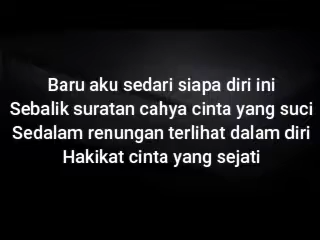 Baru aku sedari siapa diri ini
Sebalik suratan cahya cinta yang suci
Sedalam renungan terlihat dalam diri
Hakikat cinta yang sejati